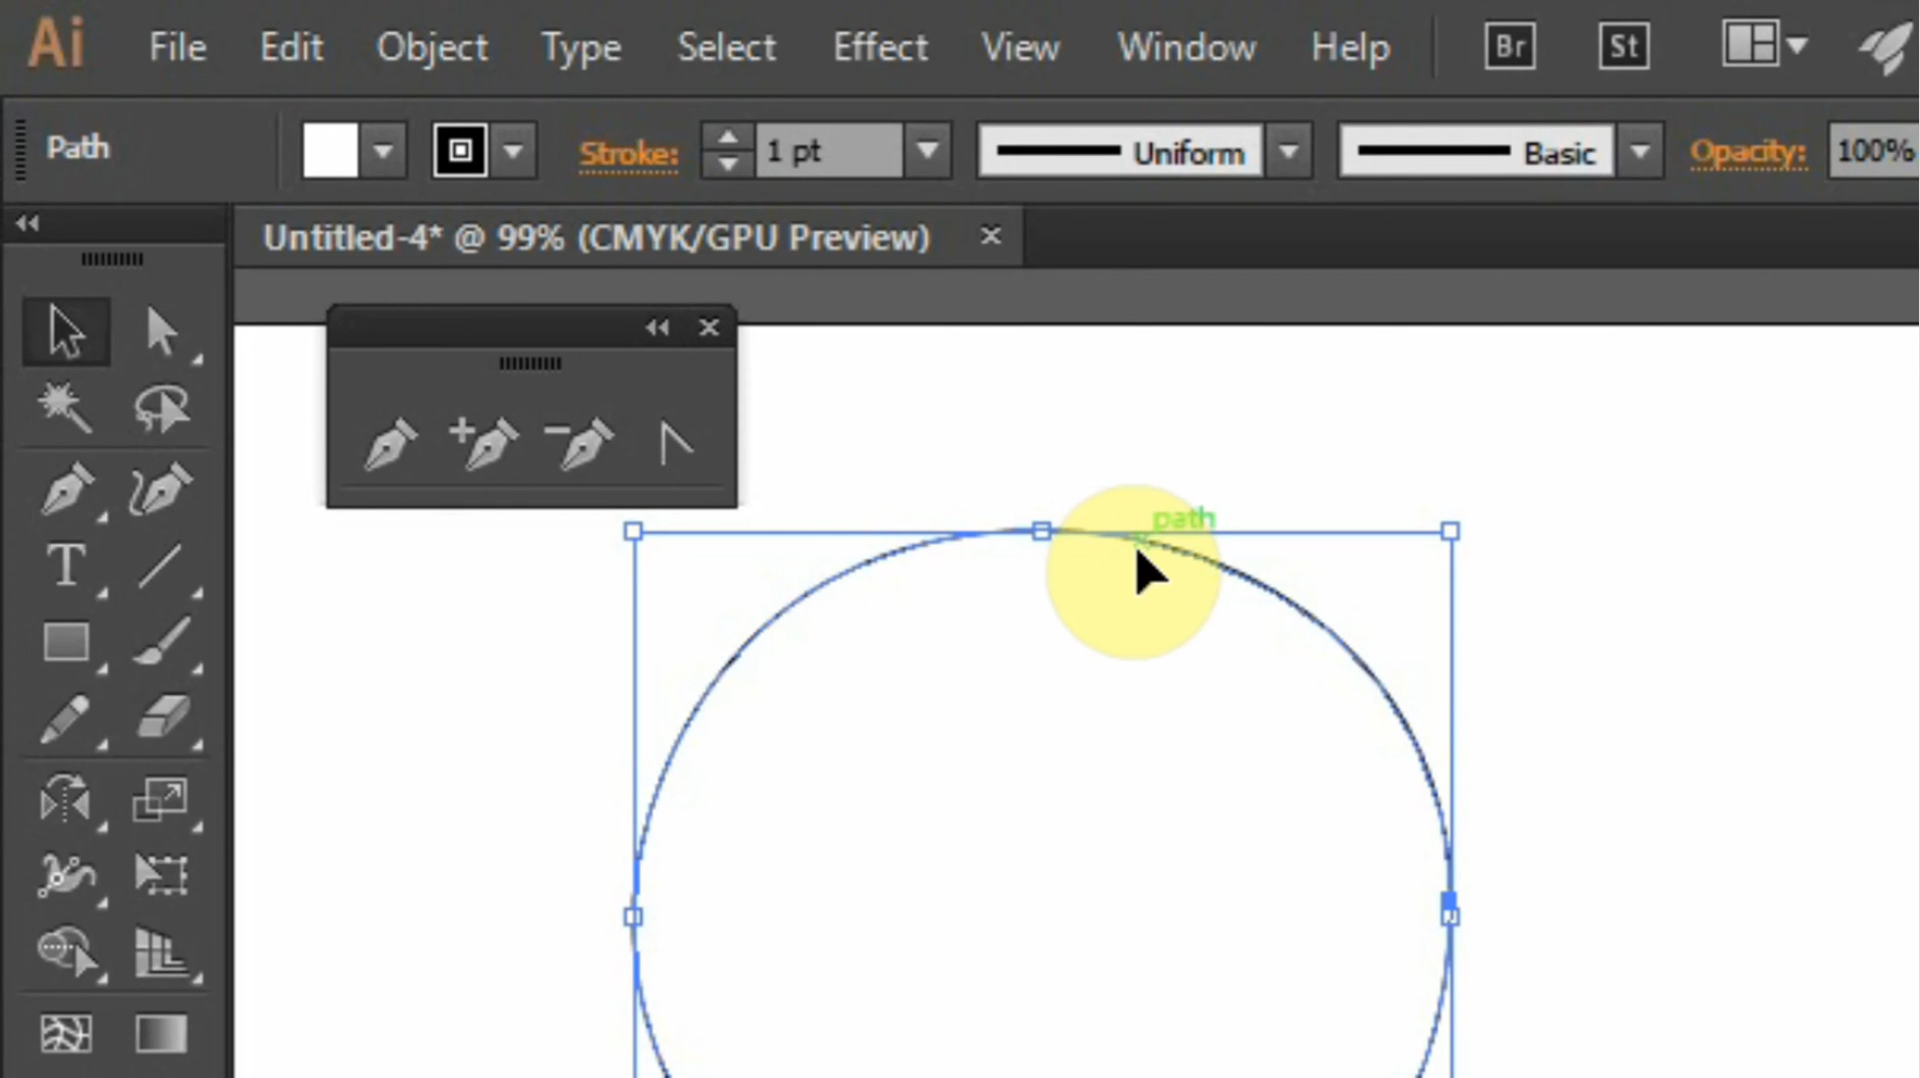 Ai File Edit Object Type Select Effect View Window Help Br St
Path Stroke: 1 pt Uniform Basic Opacity: 100%
Untitled-4* @ 99% (CMYK/GPU Preview)
path